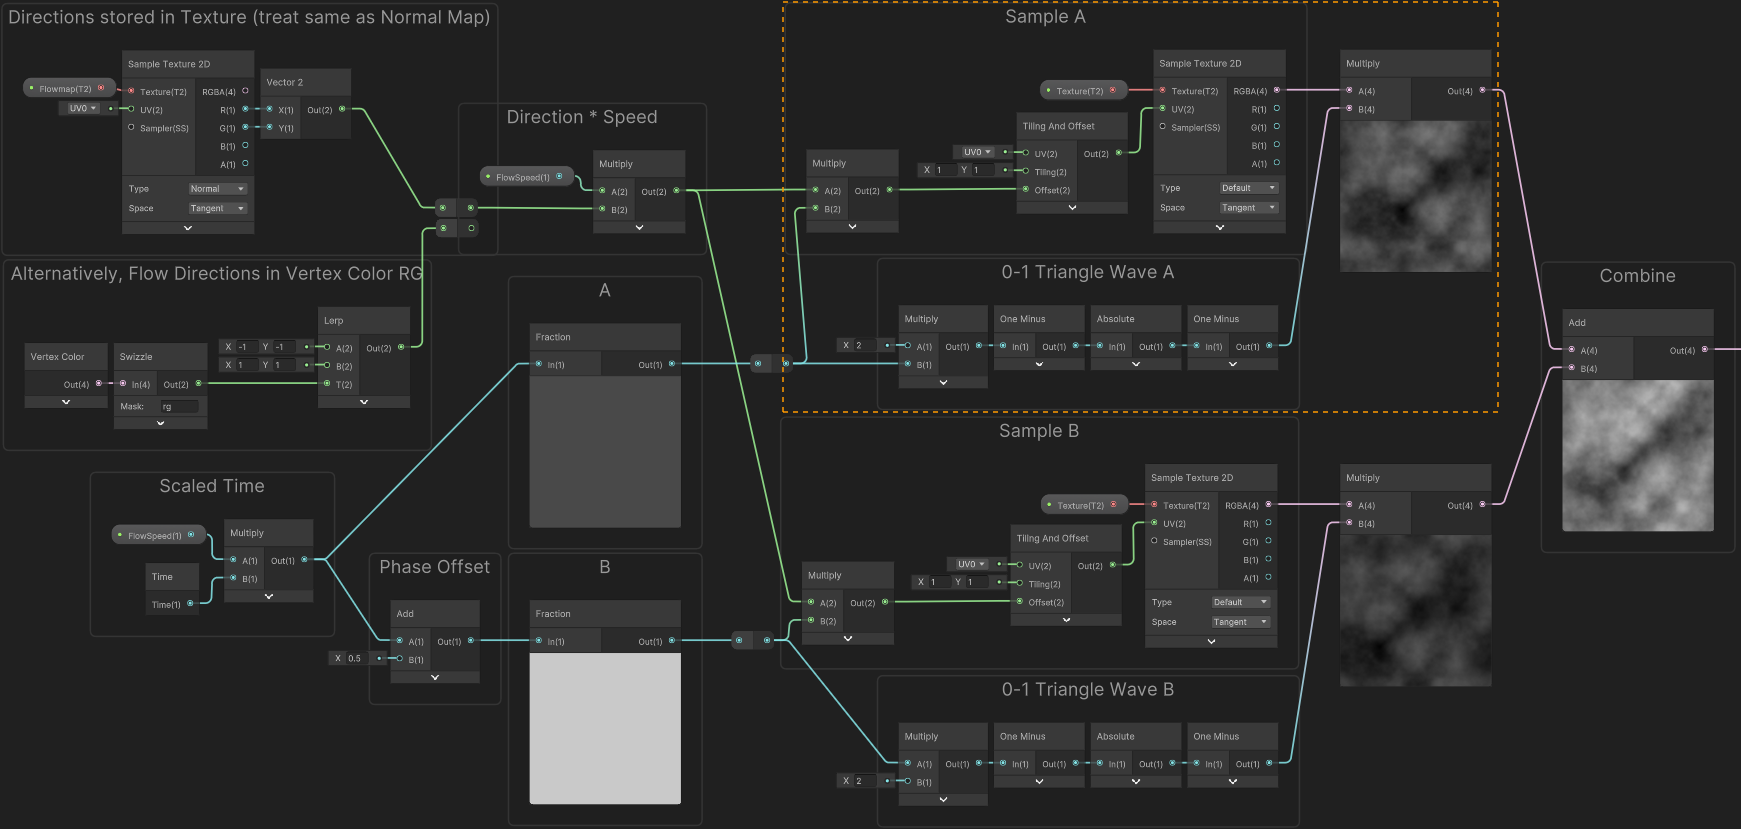 Directions stored in Texture (treat same as Normal Map)
Sample Texture 2D
Flowmap(T2)
Texture(T2)
RGBA(4)
UV0
UV(2)
R(1)
Sampler(SS)
G(1)
B(1)
A(1)
Type
Normal
Space
Tangent
Vector 2
X(1)
Out(2)
Y(1)
Direction * Speed
FlowSpeed(1)
Multiply
A(2)
Out(2)
B(2)
Alternatively, Flow Directions in Vertex Color RG
Vertex Color
Out(4)
Swizzle
In(4)
Out(2)
Mask:
rg
Lerp
X -1 Y -1
A(2)
Out(2)
X 1 Y 1
B(2)
T(2)
Scaled Time
FlowSpeed(1)
Multiply
A(1)
Out(1)
B(1)
Time
Time(1)
Phase Offset
Add
A(1)
Out(1)
X 0.5
B(1)
A
Fraction
In(1)
Out(1)
B
Fraction
In(1)
Out(1)
Sample A
Multiply
A(2)
Out(2)
B(2)
Tiling And Offset
UV0
UV(2)
Out(2)
X 1 Y 1
Tiling(2)
Offset(2)
Texture(T2)
Sample Texture 2D
Texture(T2)
RGBA(4)
UV(2)
R(1)
Sampler(SS)
G(1)
B(1)
A(1)
Type
Default
Space
Tangent
Multiply
A(4)
Out(4)
B(4)
0-1 Triangle Wave A
X 2
Multiply
A(1)
Out(1)
B(1)
One Minus
In(1)
Out(1)
Absolute
In(1)
Out(1)
One Minus
In(1)
Out(1)
Sample B
Multiply
A(2)
Out(2)
B(2)
Tiling And Offset
UV0
UV(2)
Out(2)
X 1 Y 1
Tiling(2)
Offset(2)
Texture(T2)
Sample Texture 2D
Texture(T2)
RGBA(4)
UV(2)
R(1)
Sampler(SS)
G(1)
B(1)
A(1)
Type
Default
Space
Tangent
Multiply
A(4)
Out(4)
B(4)
0-1 Triangle Wave B
Multiply
A(1)
Out(1)
X 2
B(1)
One Minus
In(1)
Out(1)
Absolute
In(1)
Out(1)
One Minus
In(1)
Out(1)
Combine
Add
A(4)
Out(4)
B(4)